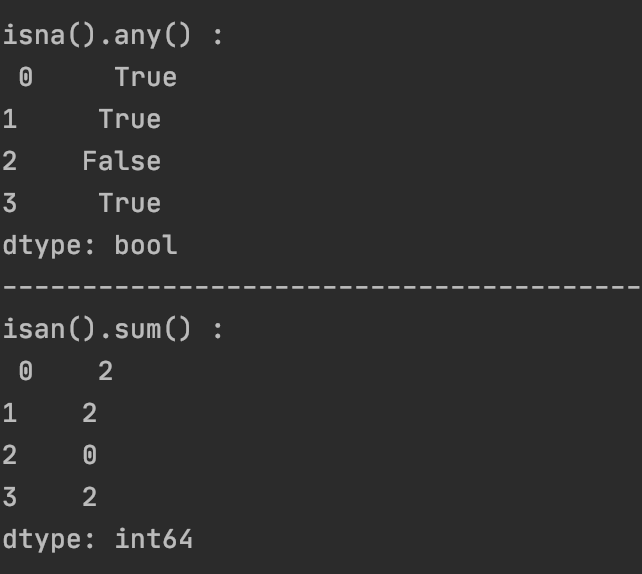 isna().any() :
 0     True
1     True
2    False
3     True
dtype: bool
----------------------------------------
isan().sum() :
 0    2
1    2
2    0
3    2
dtype: int64